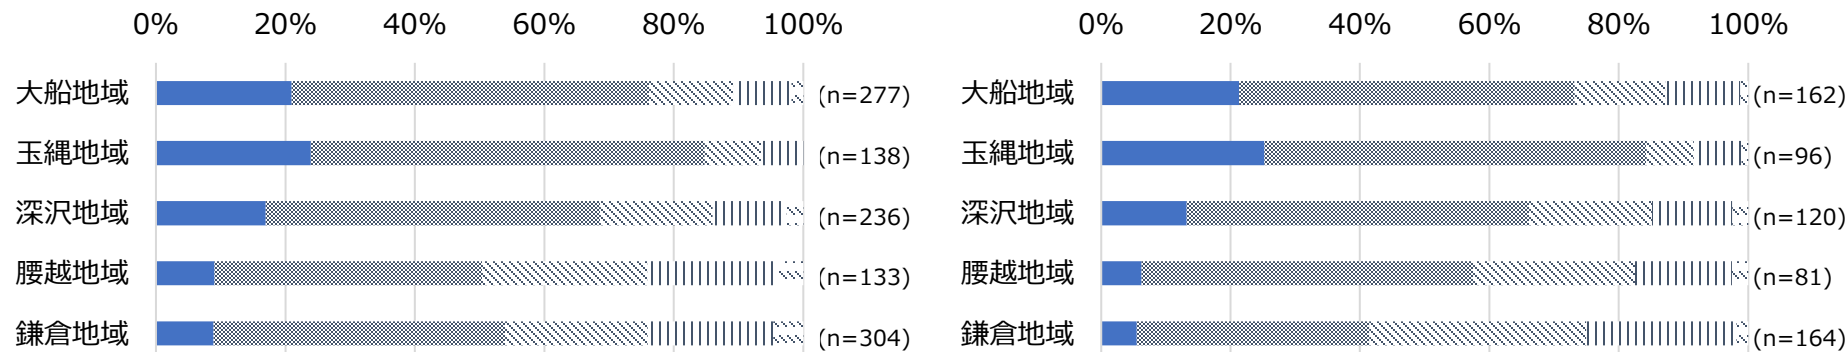 0% 20% 40% 60% 80% 100%
大船地域 (n=277)
玉縄地域 (n=138)
深沢地域 (n=236)
腰越地域 (n=133)
鎌倉地域 (n=304)
0% 20% 40% 60% 80% 100%
大船地域 (n=162)
玉縄地域 (n=96)
深沢地域 (n=120)
腰越地域 (n=81)
鎌倉地域 (n=164)